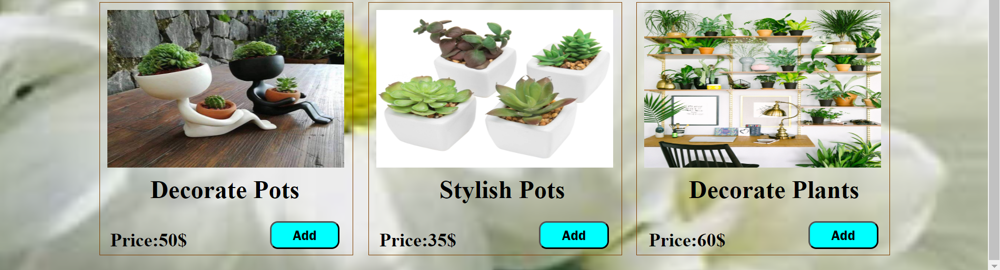 Decorate Pots
Price:50$
Add
Stylish Pots
Price:35$
Add
Decorate Plants
Price:60$
Add